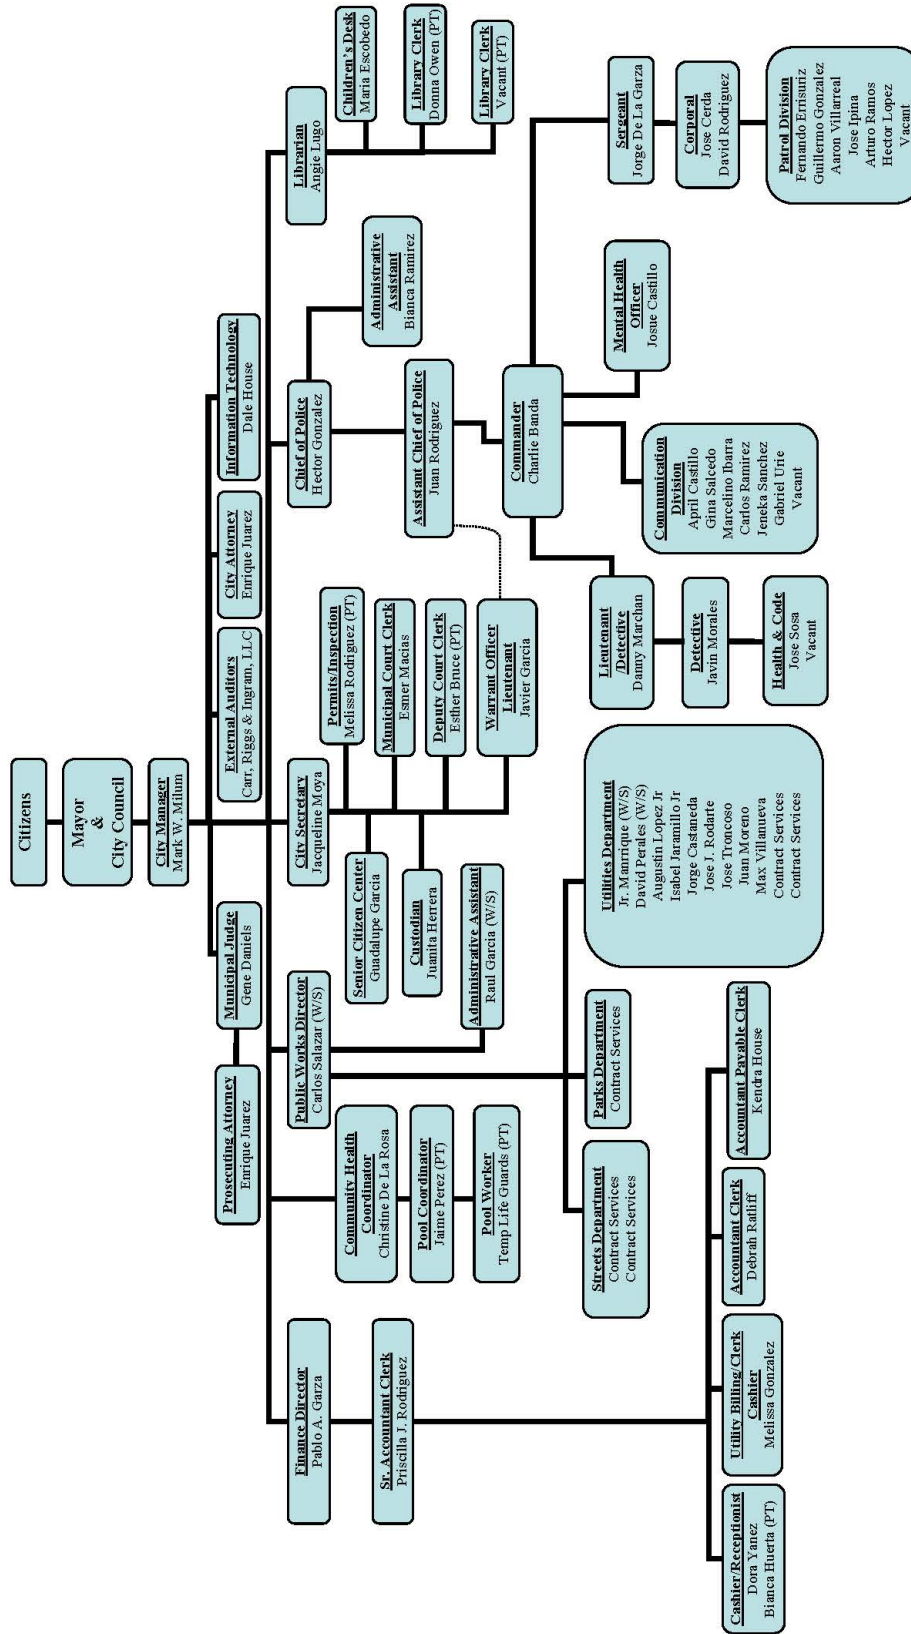 Citizens
Mayor
&
City Council
City Manager
Mark W. Milum
Prosecuting Attorney
Enrique Juarez
Municipal Judge
Gene Daniels
External Auditors
Carr, Riggs & Ingram, LLC
City Attorney
Enrique Juarez
Information Technology
Dale House
Finance Director
Pablo A. Garza
Sr. Accountant Clerk
Priscilla J. Rodriguez
Cashier/Receptionist
Dora Yanez
Bianca Huerta (PT)
Utility Billing/Clerk
Cashier
Melissa Gonzalez
Accountant Clerk
Debrah Ratliff
Accountant Payable Clerk
Kendra House
Community Health
Coordinator
Christine De La Rosa
Pool Coordinator
Jaime Perez (PT)
Pool Worker
Temp Life Guards (PT)
Public Works Director
Carlos Salazar (W/S)
Administrative Assistant
Raul Garcia (W/S)
Streets Department
Contract Services
Contract Services
Parks Department
Contract Services
Utilities Department
Jr. Manrrique (W/S)
David Perales (W/S)
Augustin Lopez Jr
Isabel Jaramillo Jr
Jorge Castaneda
Jose J. Rodarte
Jose Troncoso
Juan Moreno
Max Villanueva
Contract Services
Contract Services
City Secretary
Jacqueline Moya
Senior Citizen Center
Guadalupe Garcia
Custodian
Juanita Herrera
Permits/Inspection
Melissa Rodriguez (PT)
Municipal Court Clerk
Esmer Macias
Deputy Court Clerk
Esther Bruce (PT)
Warrant Officer
Lieutenant
Javier Garcia
Chief of Police
Hector Gonzalez
Administrative
Assistant
Bianca Ramirez
Assistant Chief of Police
Juan Rodriguez
Commander
Charlie Banda
Lieutenant
/Detective
Danny Marchan
Detetive
Javin Morales
Health & Code
Jose Sosa
Vacant
Communication
Division
April Castillo
Gina Salcedo
Marcelino Ibarra
Carlos Ramirez
Jeneka Sanchez
Gabriel Urie
Vacant
Mental Health
Officer
Josue Castillo
Sergeant
Jorge De La Garza
Corporal
Jose Cerda
David Rodriguez
Patrol Division
Fernando Errisuriz
Guillermo Gonzalez
Aaron Villarreal
Jose Ipina
Arturo Ramos
Hector Lopez
Vacant
Librarian
Angie Lugo
Children's Desk
Maria Escobedo
Library Clerk
Donna Owen (PT)
Library Clerk
Vacant (PT)